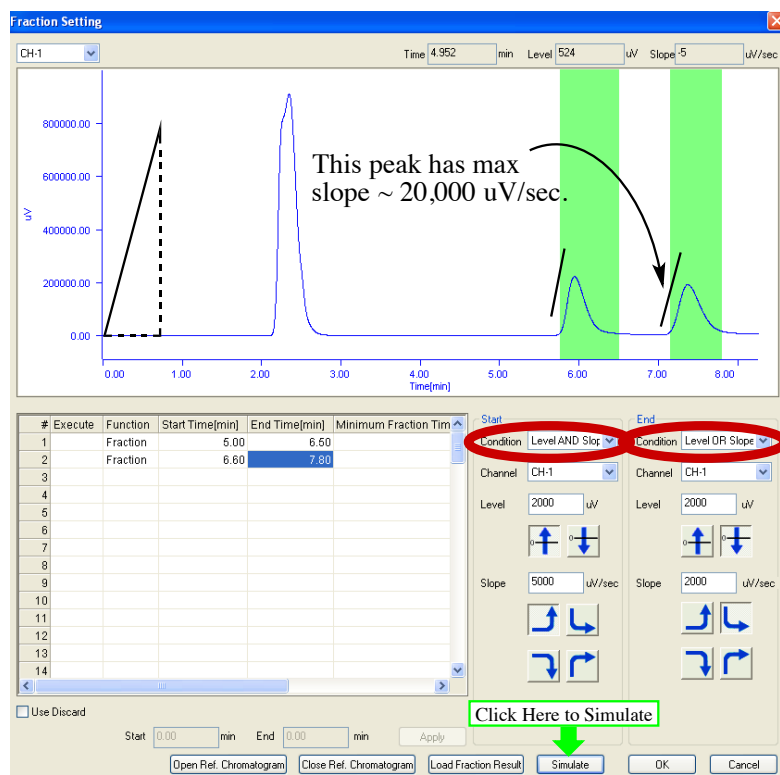 Fraction Setting
CH-1
Time 4.952 min Level 524 uV Slope -5 uV/sec
800000.00
600000.00
400000.00
200000.00
0.00
uV
This peak has max
slope ~ 20,000 uV/sec.
0.00 1.00 2.00 3.00 4.00 5.00 6.00 7.00 8.00
Time[min]
# Execute Function Start Time[min] End Time[min] Minimum Fraction Tim
1 Fraction 5.00 6.50
2 Fraction 6.60 7.80
3
4
5
6
7
8
9
10
11
12
13
14
Start
Condition Level AND Slop
Channel CH-1
Level 2000 uV
Slope 5000 uV/sec
End
Condition Level OR Slope
Channel CH-1
Level 2000 uV
Slope 2000 uV/sec
Use Discard
Start 0.00 min End 0.00 min Apply
Click Here to Simulate
Open Ref. Chromatogram Close Ref. Chromatogram Load Fraction Result Simulate OK Cancel